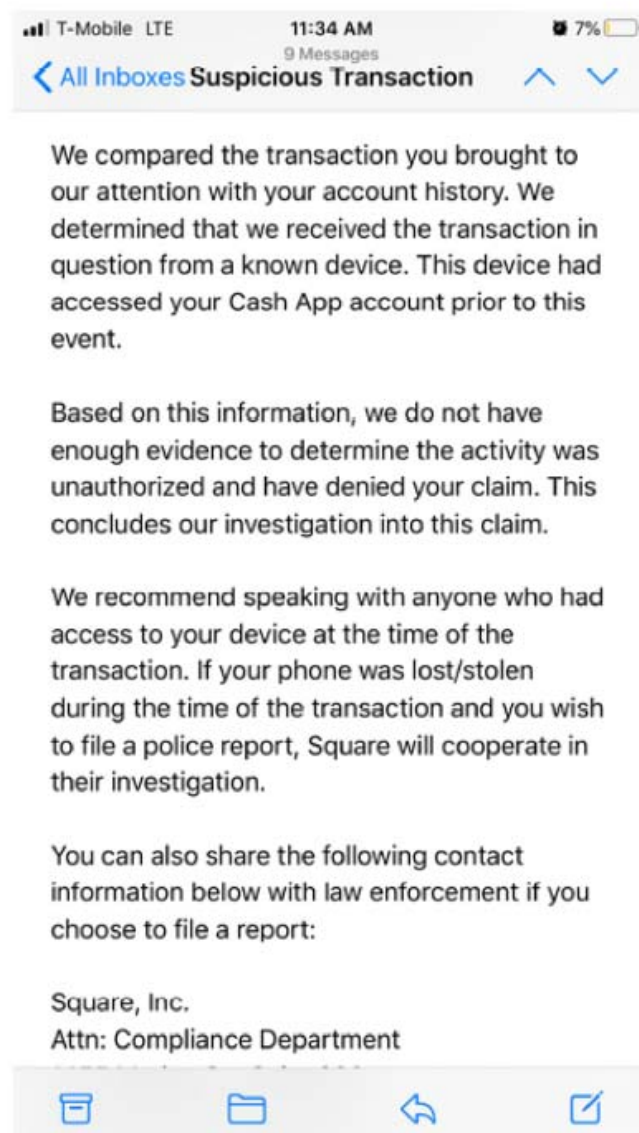 T-Mobile LTE 11:34 AM 7%
9 Messages
All Inboxes Suspicious Transaction
We compared the transaction you brought to
our attention with your account history. We
determined that we received the transaction in
question from a known device. This device had
accessed your Cash App account prior to this
event.
Based on this information, we do not have
enough evidence to determine the activity was
unauthorized and have denied your claim. This
concludes our investigation into this claim.
We recommend speaking with anyone who had
access to your device at the time of the
transaction. If your phone was lost/stolen
during the time of the transaction and you wish
to file a police report, Square will cooperate in
their investigation.
You can also share the following contact
information below with law enforcement if you
choose to file a report:
Square, Inc.
Attn: Compliance Department